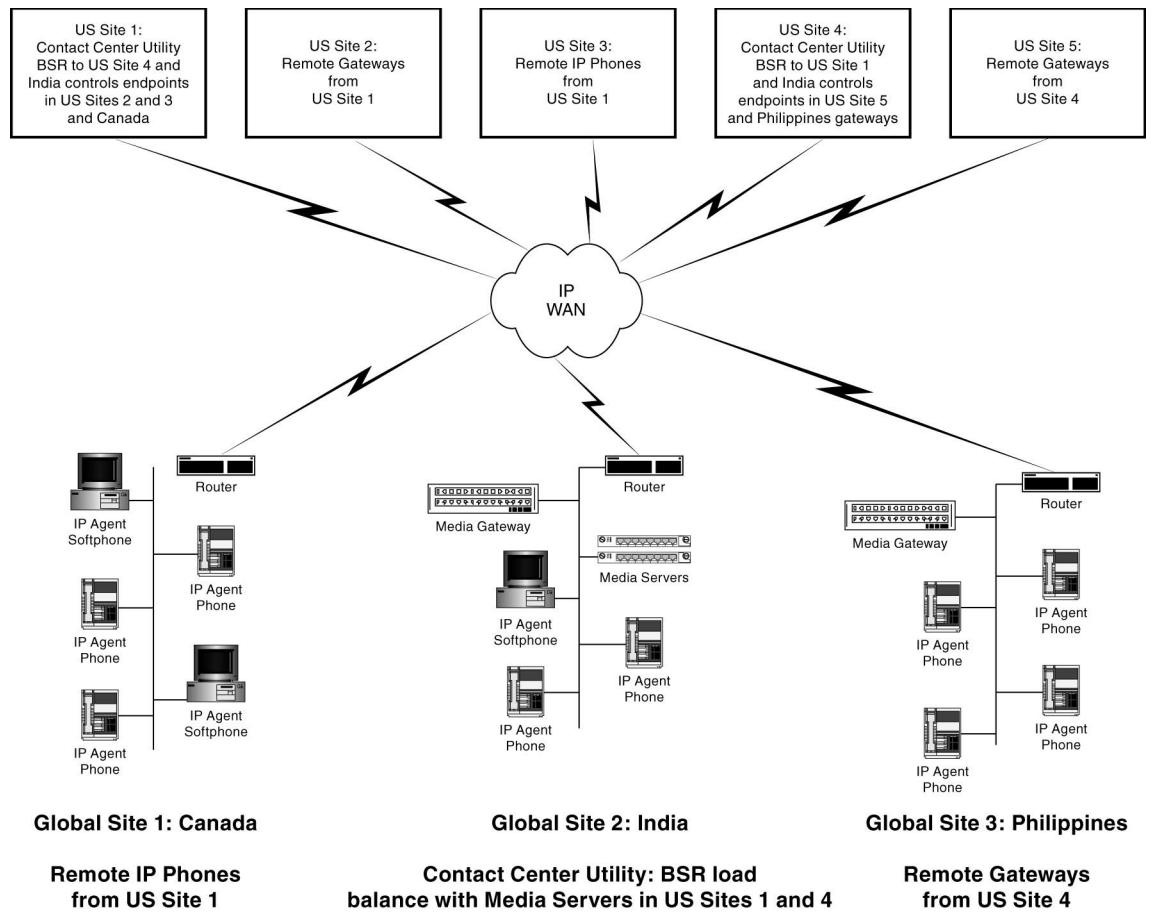 US Site 1:
Contact Center Utility
BSR to US Site 4 and
India controls endpoints
in US Sites 2 and 3
and Canada
US Site 2:
Remote Gateways
from
US Site 1
US Site 3:
Remote IP Phones
from
US Site 1
US Site 4:
Contact Center Utility
BSR to US Site 1
and India controls
endpoints in US Site 5
and Philippines gateways
US Site 5:
Remote Gateways
from
US Site 4
IP
WAN
Router
IP Agent
Softphone
IP Agent
Phone
IP Agent
Phone
IP Agent
Softphone
IP Agent
Phone
Router
Media Gateway
Media Servers
IP Agent
Softphone
IP Agent
Phone
IP Agent
Phone
Router
Media Gateway
IP Agent
Phone
IP Agent
Phone
IP Agent
Phone
IP Agent
Phone
Global Site 1: Canada
Remote IP Phones
from US Site 1
Global Site 2: India
Contact Center Utility: BSR load
balance with Media Servers in US Sites 1 and 4
Global Site 3: Philippines
Remote Gateways
from US Site 4